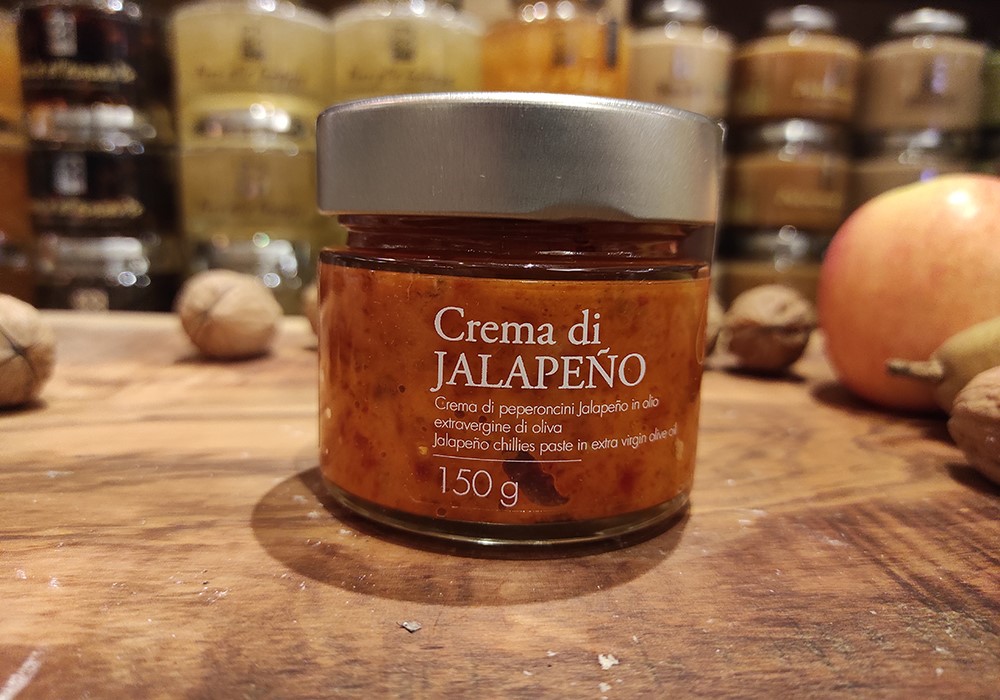 Crema di
JALAPEÑO
Crema di peperoncini Jalapeño in olio
extravergine di oliva
Jalapeño chillies paste in extra virgin olive oil
150 g